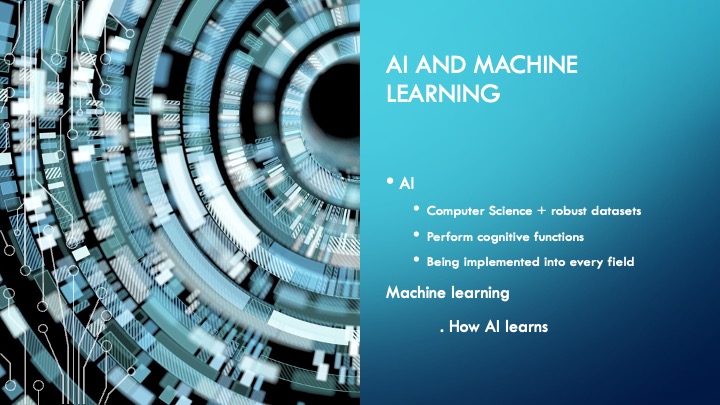 AI AND MACHINE
LEARNING
• AI
• Computer Science + robust datasets
• Perform cognitive functions
• Being implemented into every field
Machine learning
. How AI learns